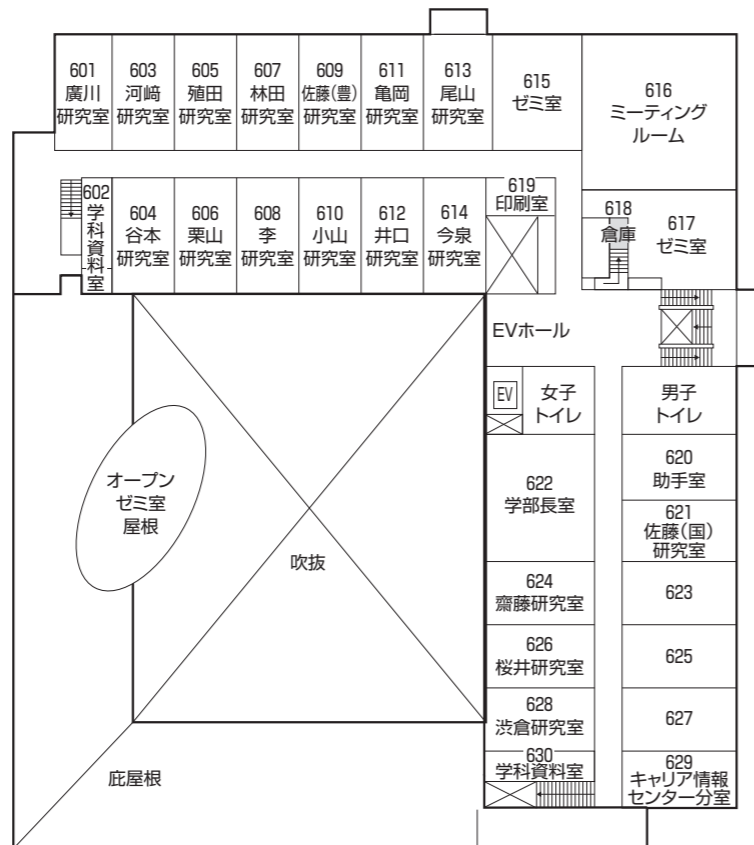 601
廣川
研究室
603
河﨑
研究室
605
殖田
研究室
607
林田
研究室
609
佐藤(豊)
研究室
611
亀岡
研究室
613
尾山
研究室
615
ゼミ室
616
ミーティング
ルーム
602
学科資料室
604
谷本
研究室
606
栗山
研究室
608
李
研究室
610
小山
研究室
612
井口
研究室
614
今泉
研究室
619
印刷室
618
倉庫
617
ゼミ室
EVホール
EV
女子
トイレ
男子
トイレ
オープン
ゼミ室
屋根
吹抜
622
学部長室
620
助手室
621
佐藤(国)
研究室
624
齋藤研究室
623
626
桜井研究室
625
628
渋倉研究室
627
630
学科資料室
629
キャリア情報
センター分室
庇屋根